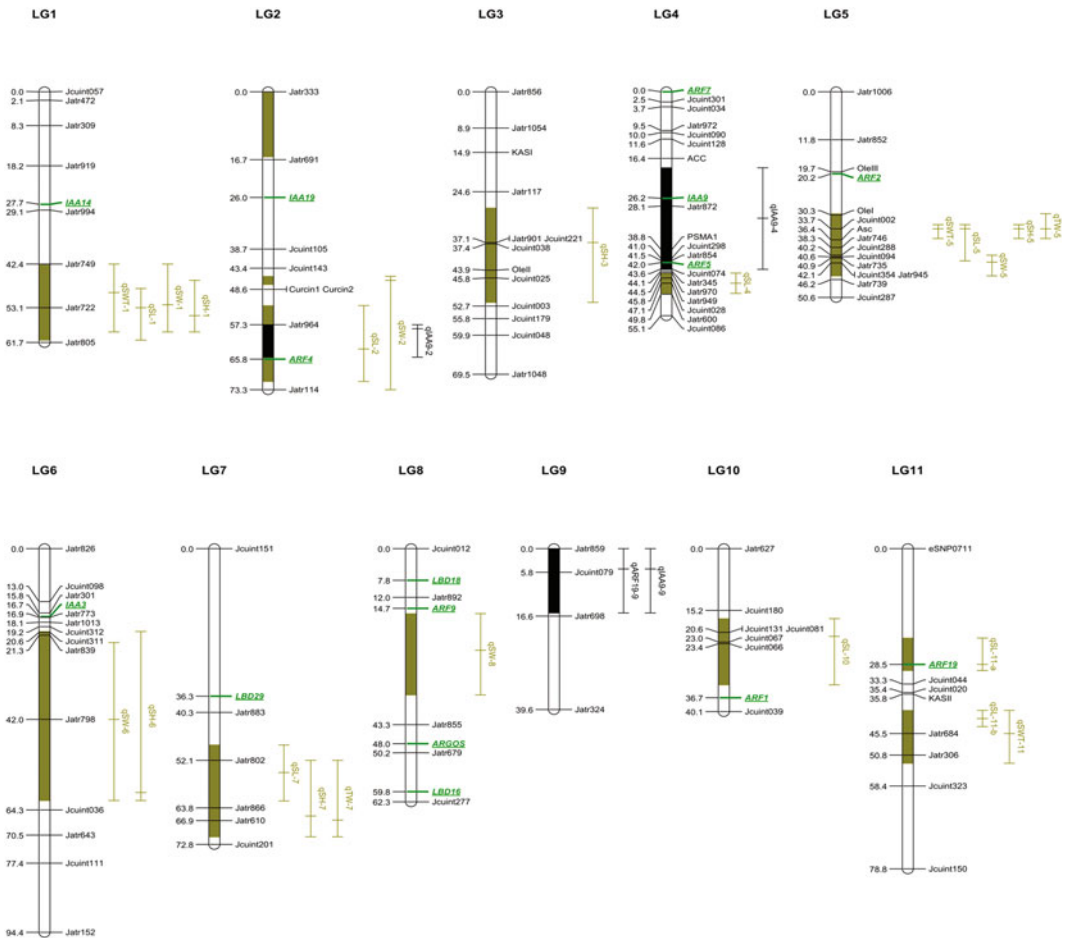 LG1
LG2
LG3
LG4
LG5
0.0 Jcuint057
2.1 Jatr472
8.3 Jatr309
18.2 Jatr919
27.7 IAA14
29.1 Jatr994
42.4 Jatr749
53.1 Jatr722
61.7 Jatr805
qSWT-1
qSL-1
qSW-1
qSH-1
0.0 Jatr333
16.7 Jatr691
26.0 IAA19
38.7 Jcuint105
43.4 Jcuint143
48.6 Curcin1 Curcin2
57.3 Jatr964
65.8 ARF4
73.3 Jatr114
qSL-2
qSW-2
qIAA9-2
0.0 Jatr856
8.9 Jatr1054
14.9 KASI
24.6 Jatr117
37.1 Jatr901 Jcuint221
37.4 Jcuint038
43.9 OleII
45.8 Jcuint025
52.7 Jcuint003
55.8 Jcuint179
59.9 Jcuint048
69.5 Jatr1048
qSH-3
0.0 ARF7
2.5 Jcuint301
3.7 Jcuint034
9.5 Jatr972
10.0 Jcuint090
11.6 Jcuint128
16.4 ACC
26.2 IAA9
28.1 Jatr872
38.8 PSMA1
41.0 Jcuint298
41.5 Jatr854
42.0 ARF5
43.6 Jcuint074
44.1 Jatr345
44.5 Jatr970
45.8 Jatr949
47.1 Jcuint028
49.8 Jatr600
55.1 Jcuint086
qIAA9-4
qSL-4
0.0 Jatr1006
11.8 Jatr852
19.7 OleIII
20.2 ARF2
30.3 OleI
33.7 Jcuint002
36.4 Asc
38.3 Jatr746
40.2 Jcuint288
40.6 Jcuint094
40.9 Jatr735
42.1 Jcuint354 Jatr945
46.2 Jatr739
50.6 Jcuint287
qSWT-5
qSL-5
qSW-5
qSH-5
qTW-5
LG6
LG7
LG8
LG9
LG10
LG11
0.0 Jatr826
13.0 Jcuint098
15.8 Jatr301
16.7 IAA3
16.9 Jatr773
18.1 Jatr1013
19.2 Jcuint312
20.6 Jcuint311
21.3 Jatr839
42.0 Jatr798
64.3 Jcuint036
70.5 Jatr643
77.4 Jcuint111
94.4 Jatr152
qSW-6
qSH-6
0.0 Jcuint151
36.3 LBD29
40.3 Jatr883
52.1 Jatr802
63.8 Jatr866
66.9 Jatr610
72.8 Jcuint201
qSL-7
qSH-7
qTW-7
0.0 Jcuint012
7.8 LBD18
12.0 Jatr892
14.7 ARF9
43.3 Jatr855
48.0 ARGOS
50.2 Jatr679
59.8 LBD16
62.3 Jcuint277
qSW-8
0.0 Jatr859
5.8 Jcuint079
16.6 Jatr698
39.6 Jatr324
qARF19-9
qIAA9-9
0.0 Jatr627
15.2 Jcuint180
20.6 Jcuint131 Jcuint081
23.0 Jcuint067
23.4 Jcuint066
36.7 ARF1
40.1 Jcuint039
qSL-10
0.0 eSNP0711
28.5 ARF19
33.3 Jcuint044
35.4 Jcuint020
35.8 KASII
45.5 Jatr684
50.8 Jatr306
58.4 Jcuint323
78.8 Jcuint150
qSL-11-a
qSL-11-b
qSWT-11